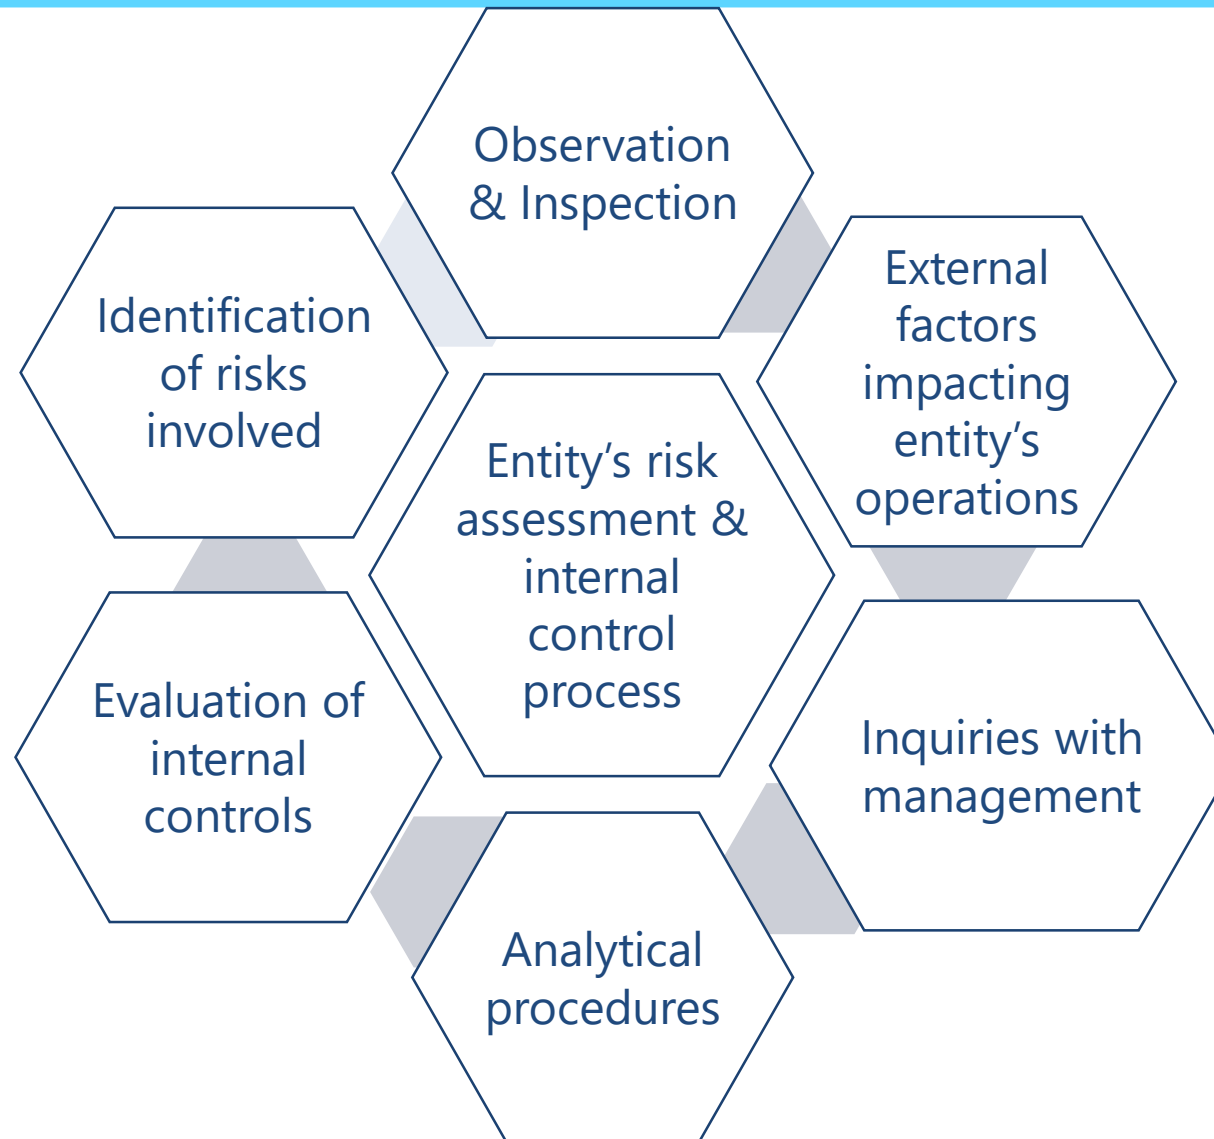 Observation
& Inspection
External
factors
impacting
entity’s
operations
Inquiries with
management
Analytical
procedures
Evaluation of
internal
controls
Identification
of risks
involved
Entity’s risk
assessment &
internal
control
process